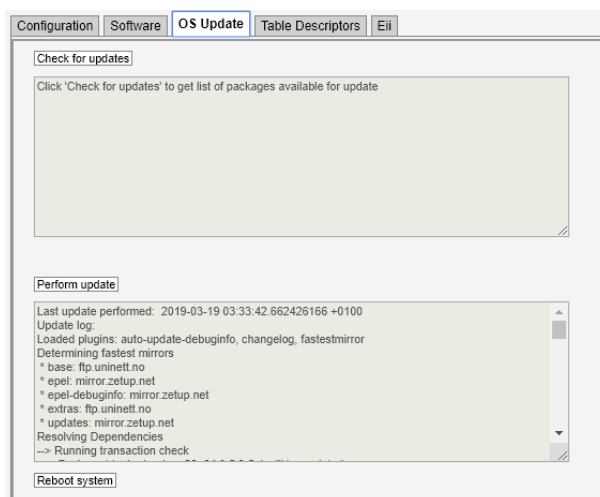 Configuration Software OS Update Table Descriptors Eii
Check for updates
Click 'Check for updates' to get list of packages available for update
Perform update
Last update performed: 2019-03-19 03:33:42.662426166 +0100
Update log:
Loaded plugins: auto-update-debuginfo, changelog, fastestmirror
Determining fastest mirrors
* base: ftp.uninett.no
* epel: mirror.zetup.net
* epel-debuginfo: mirror.zetup.net
* extras: ftp.uninett.no
* updates: mirror.zetup.net
Resolving Dependencies
--> Running transaction check
Reboot system